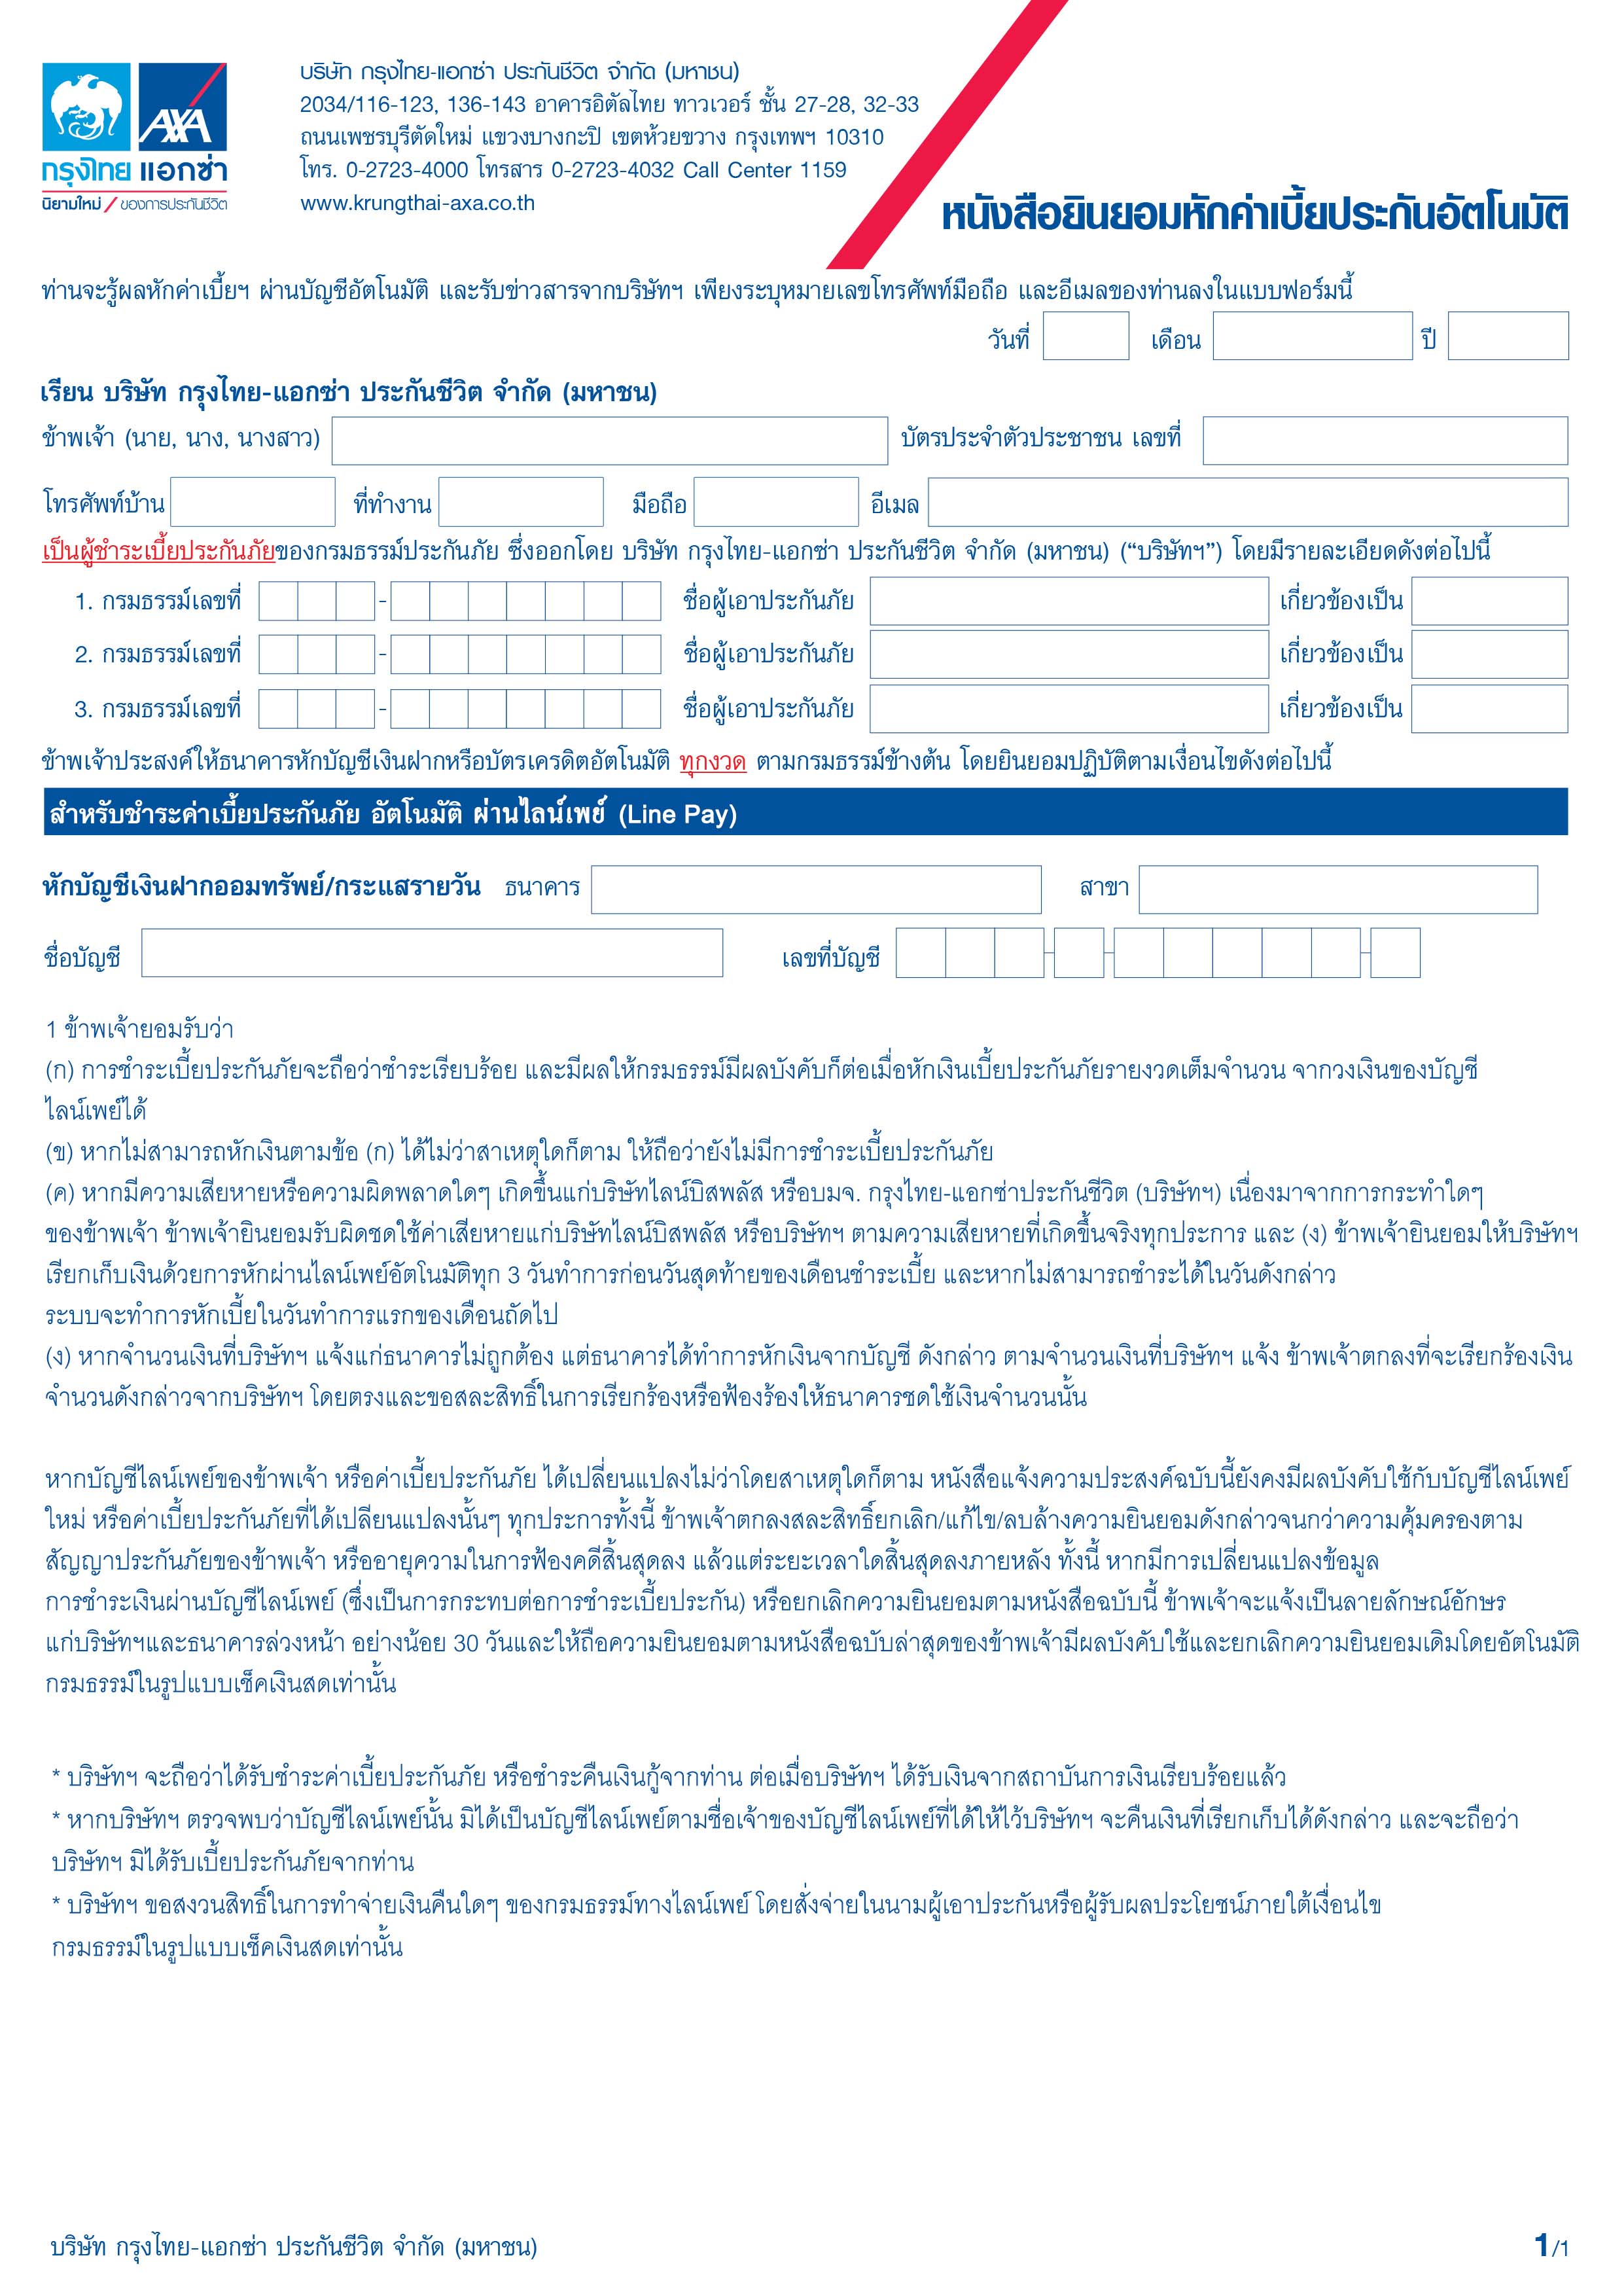 กรุงไทย แอกซ่า
นิยามใหม่ / ของการประกันชีวิต
AXA
บริษัท กรุงไทย-แอกซ่า ประกันชีวิต จำกัด (มหาชน)
2034/116-123, 136-143 อาคารอิตัลไทย ทาวเวอร์ ชั้น 27-28, 32-33
ถนนเพชรบุรีตัดใหม่ แขวงบางกะปิ เขตห้วยขวาง กรุงเทพฯ 10310
โทร. 0-2723-4000 โทรสาร 0-2723-4032 Call Center 1159
www.krungthai-axa.co.th
หนังสือยินยอมหักค่าเบี้ยประกันอัตโนมัติ
ท่านจะรู้ผลหักค่าเบี้ยฯ ผ่านบัญชีอัตโนมัติ และรับข่าวสารจากบริษัทฯ เพียงระบุหมายเลขโทรศัพท์มือถือ และอีเมลของท่านลงในแบบฟอร์มนี้
วันที่ เดือน ปี
เรียน บริษัท กรุงไทย-แอกซ่า ประกันชีวิต จำกัด (มหาชน)
ข้าพเจ้า (นาย, นาง, นางสาว) บัตรประจำตัวประชาชน เลขที่
โทรศัพท์บ้าน ที่ทำงาน มือถือ อีเมล
เป็นผู้ชำระเบี้ยประกันภัยของกรมธรรม์ประกันภัย ซึ่งออกโดย บริษัท กรุงไทย-แอกซ่า ประกันชีวิต จำกัด (มหาชน) (“บริษัทฯ”) โดยมีรายละเอียดดังต่อไปนี้
1. กรมธรรม์เลขที่ - ชื่อผู้เอาประกันภัย เกี่ยวข้องเป็น
2. กรมธรรม์เลขที่ - ชื่อผู้เอาประกันภัย เกี่ยวข้องเป็น
3. กรมธรรม์เลขที่ - ชื่อผู้เอาประกันภัย เกี่ยวข้องเป็น
ข้าพเจ้าประสงค์ให้ธนาคารหักบัญชีเงินฝากหรือบัตรเครดิตอัตโนมัติ ทุกงวด ตามกรมธรรม์ข้างต้น โดยยินยอมปฏิบัติตามเงื่อนไขดังต่อไปนี้
สำหรับชำระค่าเบี้ยประกันภัย อัตโนมัติ ผ่านไลน์เพย์ (Line Pay)
หักบัญชีเงินฝากออมทรัพย์/กระแสรายวัน ธนาคาร สาขา
ชื่อบัญชี เลขที่บัญชี
1 ข้าพเจ้ายอมรับว่า
(ก) การชำระเบี้ยประกันภัยจะถือว่าชำระเรียบร้อย และมีผลให้กรมธรรม์มีผลบังคับก็ต่อเมื่อหักเงินเบี้ยประกันภัยรายงวดเต็มจำนวน จากวงเงินของบัญชี
ไลน์เพย์ได้
(ข) หากไม่สามารถหักเงินตามข้อ (ก) ได้ไม่ว่าสาเหตุใดก็ตาม ให้ถือว่ายังไม่มีการชำระเบี้ยประกันภัย
(ค) หากมีความเสียหายหรือความผิดพลาดใดๆ เกิดขึ้นแก่บริษัทไลน์บิสพลัส หรือบมจ. กรุงไทย-แอกซ่าประกันชีวิต (บริษัทฯ) เนื่องมาจากการกระทำใดๆ
ของข้าพเจ้า ข้าพเจ้ายินยอมรับผิดชดใช้ค่าเสียหายแก่บริษัทไลน์บิสพลัส หรือบริษัทฯ ตามความเสียหายที่เกิดขึ้นจริงทุกประการ และ (ง) ข้าพเจ้ายินยอมให้บริษัทฯ
เรียกเก็บเงินด้วยการหักผ่านไลน์เพย์อัตโนมัติทุก 3 วันทำการก่อนวันสุดท้ายของเดือนชำระเบี้ย และหากไม่สามารถชำระได้ในวันดังกล่าว
ระบบจะทำการหักเบี้ยในวันทำการแรกของเดือนถัดไป
(ง) หากจำนวนเงินที่บริษัทฯ แจ้งแก่ธนาคารไม่ถูกต้อง แต่ธนาคารได้ทำการหักเงินจากบัญชี ดังกล่าว ตามจำนวนเงินที่บริษัทฯ แจ้ง ข้าพเจ้าตกลงที่จะเรียกร้องเงิน
จำนวนดังกล่าวจากบริษัทฯ โดยตรงและขอสละสิทธิ์ในการเรียกร้องหรือฟ้องร้องให้ธนาคารชดใช้เงินจำนวนนั้น
หากบัญชีไลน์เพย์ของข้าพเจ้า หรือค่าเบี้ยประกันภัย ได้เปลี่ยนแปลงไม่ว่าโดยสาเหตุใดก็ตาม หนังสือแจ้งความประสงค์ฉบับนี้ยังคงมีผลบังคับใช้กับบัญชีไลน์เพย์
ใหม่ หรือค่าเบี้ยประกันภัยที่ได้เปลียนแปลงนั้นๆ ทุกประการทั้งนี้ ข้าพเจ้าตกลงสละสิทธิ์ยกเลิก/แก้ไข/ลบล้างความยินยอมดังกล่าวจนกว่าความคุ้มครองตาม
สัญญาประกันภัยของข้าพเจ้า หรืออายุความในการฟ้องคดีสิ้นสุดลง แล้วแต่ระยะเวลาใดสิ้นสุดลงภายหลัง ทั้งนี้ หากมีการเปลี่ยนแปลงข้อมูล
การชำระเงินผ่านบัญชีไลน์เพย์ (ซึ่งเป็นการกระทบต่อการชำระเบี้ยประกัน) หรือยกเลิกความยินยอมตามหนังสือฉบับนี้ ข้าพเจ้าจะแจ้งเป็นลายลักษณ์อักษร
แก่บริษัทฯและธนาคารล่วงหน้า อย่างน้อย 30 วันและให้ถือความยินยอมตามหนังสือฉบับล่าสุดของข้าพเจ้ามีผลบังคับใช้และยกเลิกความยินยอมเดิมโดยอัตโนมัติ
กรมธรรม์ในรูปแบบเช็คเงินสดเท่านั้น
* บริษัทฯ จะถือว่าได้รับชำระค่าเบี้ยประกันภัย หรือชำระคืนเงินกู้จากท่าน ต่อเมื่อบริษัทฯ ได้รับเงินจากสถาบันการเงินเรียบร้อยแล้ว
* หากบริษัทฯ ตรวจพบว่าบัญชีไลน์เพย์นั้น มิได้เป็นบัญชีไลน์เพย์ตามชื่อเจ้าของบัญชีไลน์เพย์ที่ได้ให้ไว้บริษัทฯ จะคืนเงินที่เรียกเก็บได้ดังกล่าว และจะถือว่า
บริษัทฯ มิได้รับเบี้ยประกันภัยจากท่าน
* บริษัทฯ ขอสงวนสิทธิ์ในการทำจ่ายเงินคืนใดๆ ของกรมธรรม์ทางไลน์เพย์ โดยสั่งจ่ายในนามผู้เอาประกันหรือผู้รับผลประโยชน์ภายใต้เงื่อนไข
กรมธรรม์ในรูปแบบเช็คเงินสดเท่านั้น
บริษัท กรุงไทย-แอกซ่า ประกันชีวิต จำกัด (มหาชน)
1/1